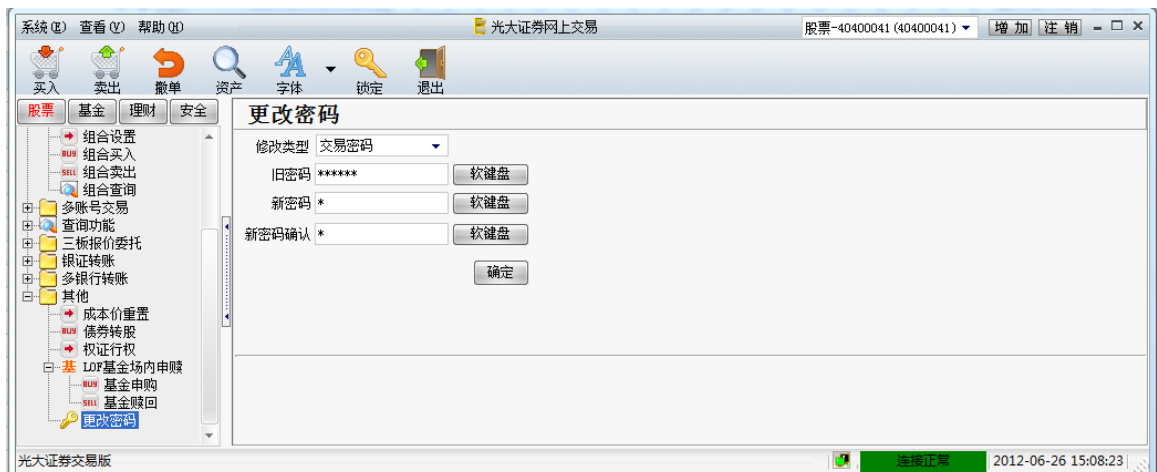 系统(E) 查看(V) 帮助(H) 光大证券网上交易 股票-40400041(40400041) 增 加 注 销
买入 卖出 撤单 资产 字体 锁定 退出
股票 基金 理财 安全
更改密码
组合设置
BUY 组合买入
SELL 组合卖出
组合查询
多账号交易
查询功能
三板报价委托
银证转账
多银行转账
其他
成本价重置
BUY 债券转股
权证行权
基 LOF基金场内申赎
BUY 基金申购
SELL 基金赎回
更改密码
修改类型 交易密码
旧密码 ****** 软键盘
新密码 * 软键盘
新密码确认 * 软键盘
确定
光大证券交易版 连接正常 2012-06-26 15:08:23